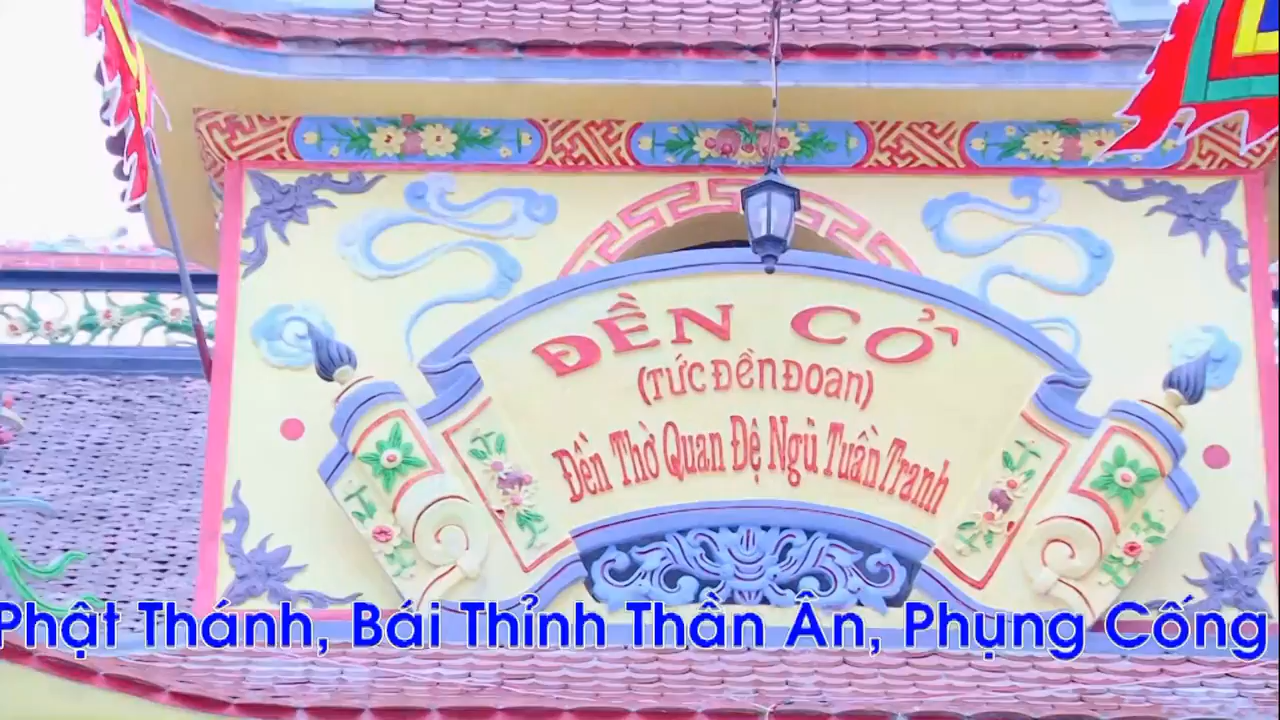 ĐỀN CỎ
(TỨC ĐỀN ĐOAN)
Đền Thờ Quan Đệ Ngũ Tuần Tranh
Phật Thánh, Bái Thỉnh Thần Ân, Phụng Cống